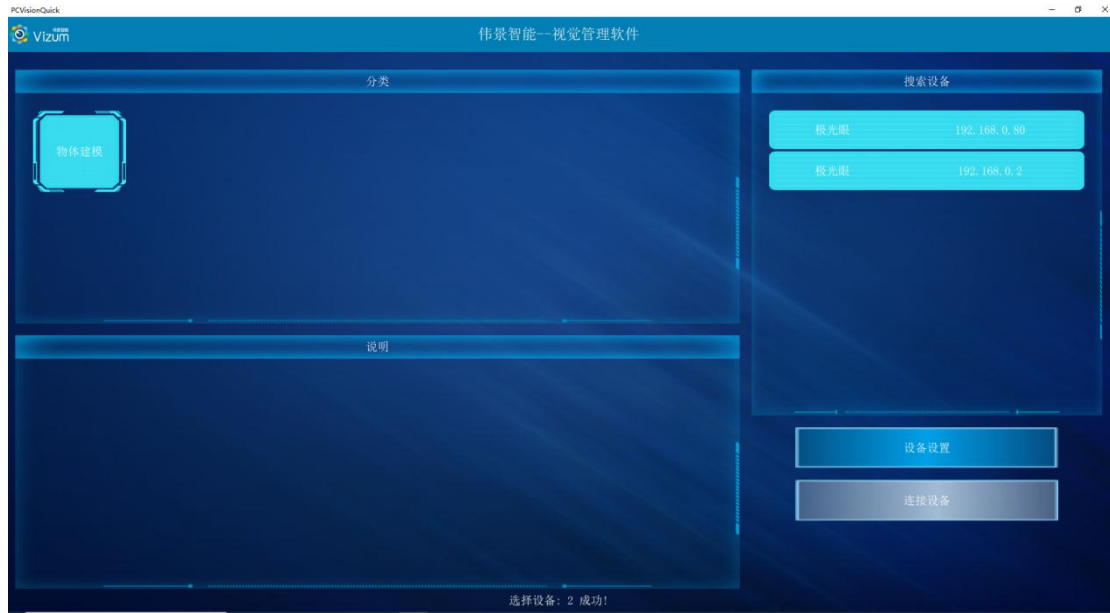 PCVisionQuick
Vizum
伟景智能--视觉管理软件
分类
物体建模
搜索设备
极光眼 192.168.0.80
极光眼 192.168.0.2
说明
设备设置
连接设备
选择设备: 2 成功!